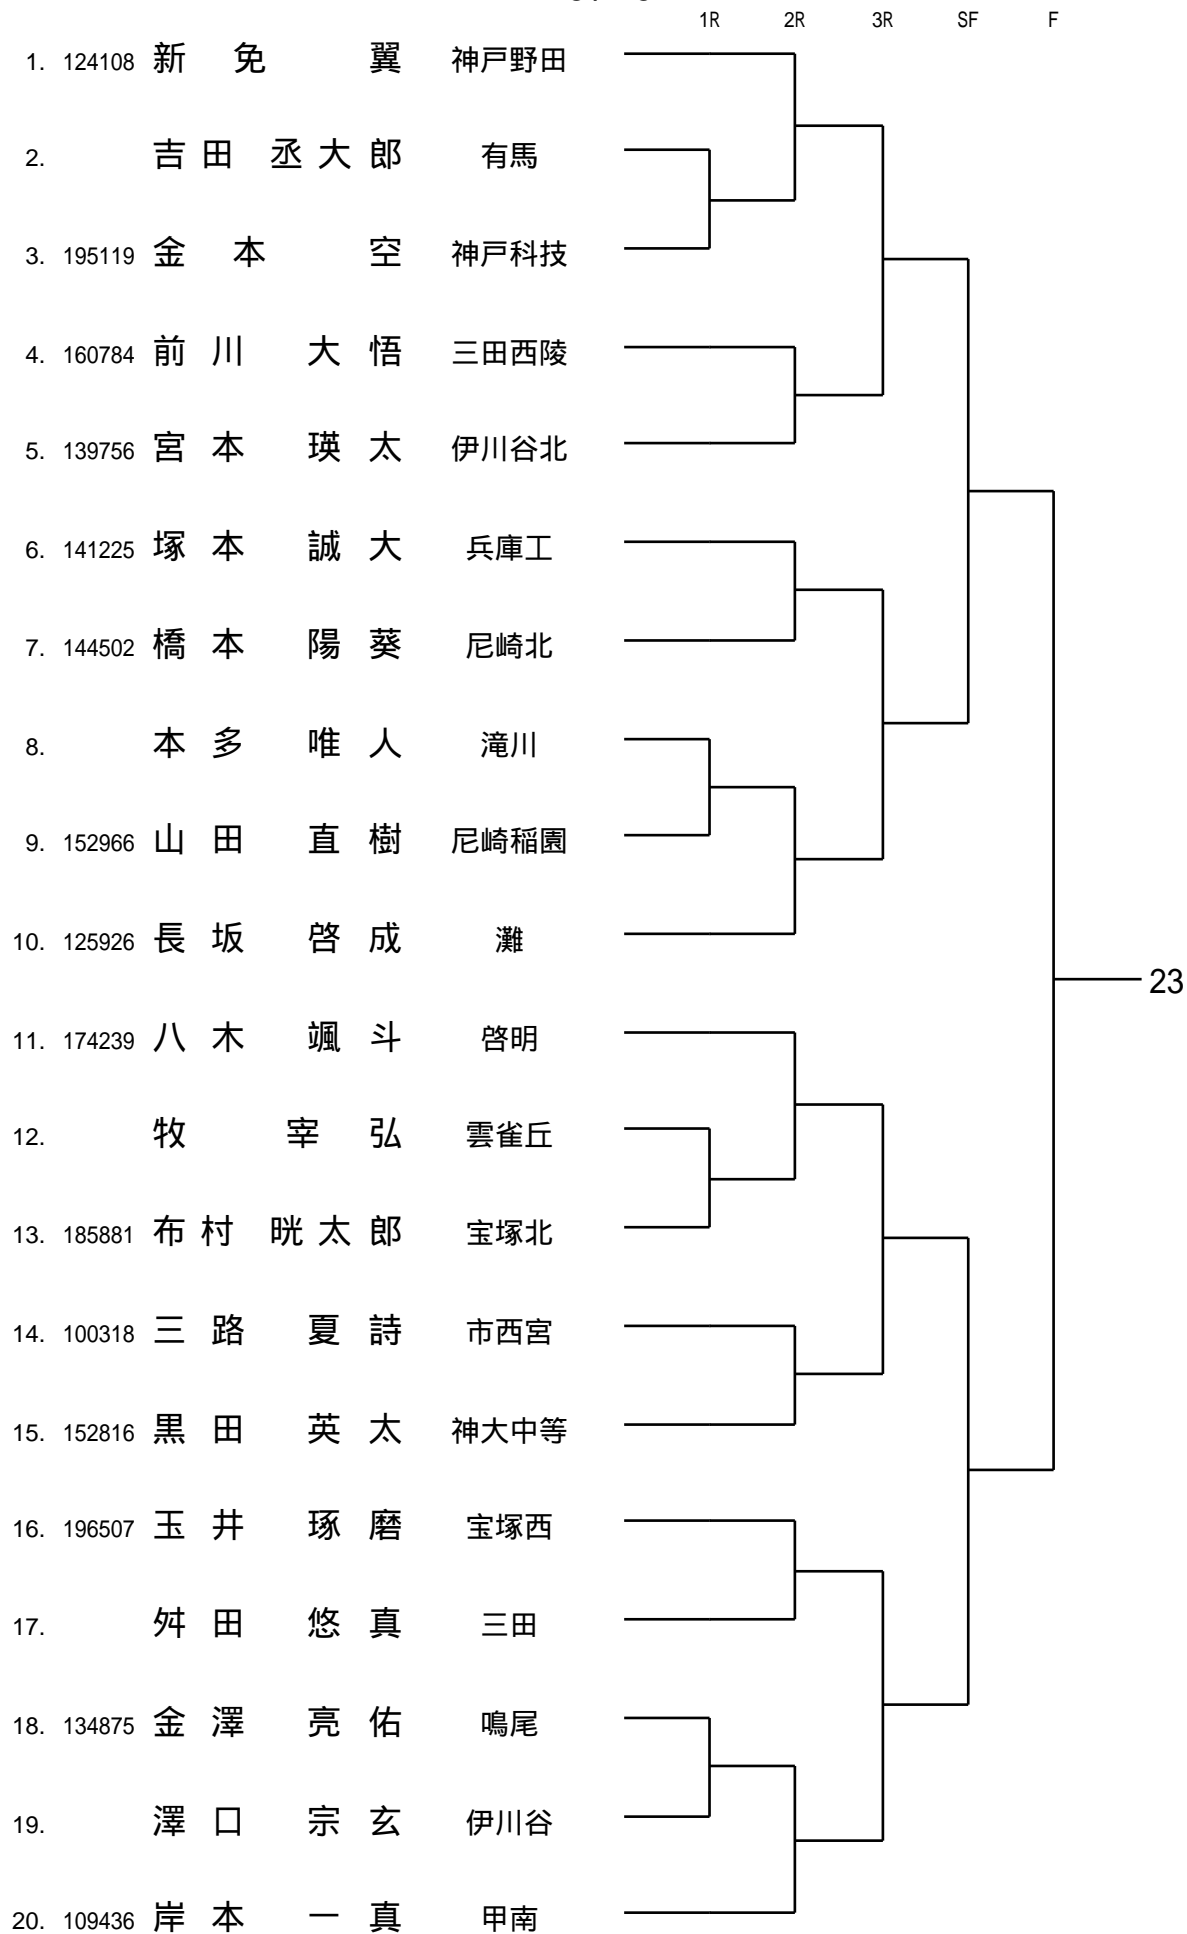 1R 2R 3R SF F
1. 124108 新 免 翼 神戸野田
2. 吉田 丞大郎 有馬
3. 195119 金 本 空 神戸科技
4. 160784 前川 大悟 三田西陵
5. 139756 宮本 瑛太 伊川谷北
6. 141225 塚本 誠大 兵庫工
7. 144502 橋本 陽葵 尼崎北
8. 本多 唯人 滝川
9. 152966 山田 直樹 尼崎稲園
10. 125926 長坂 啓成 灘
23
11. 174239 八木 颯斗 啓明
12. 牧 宰弘 雲雀丘
13. 185881 布村 晄太郎 宝塚北
14. 100318 三路 夏詩 市西宮
15. 152816 黒田 英太 神大中等
16. 196507 玉井 琢磨 宝塚西
17. 舛田 悠真 三田
18. 134875 金澤 亮佑 鳴尾
19. 澤口 宗玄 伊川谷
20. 109436 岸本 一真 甲南